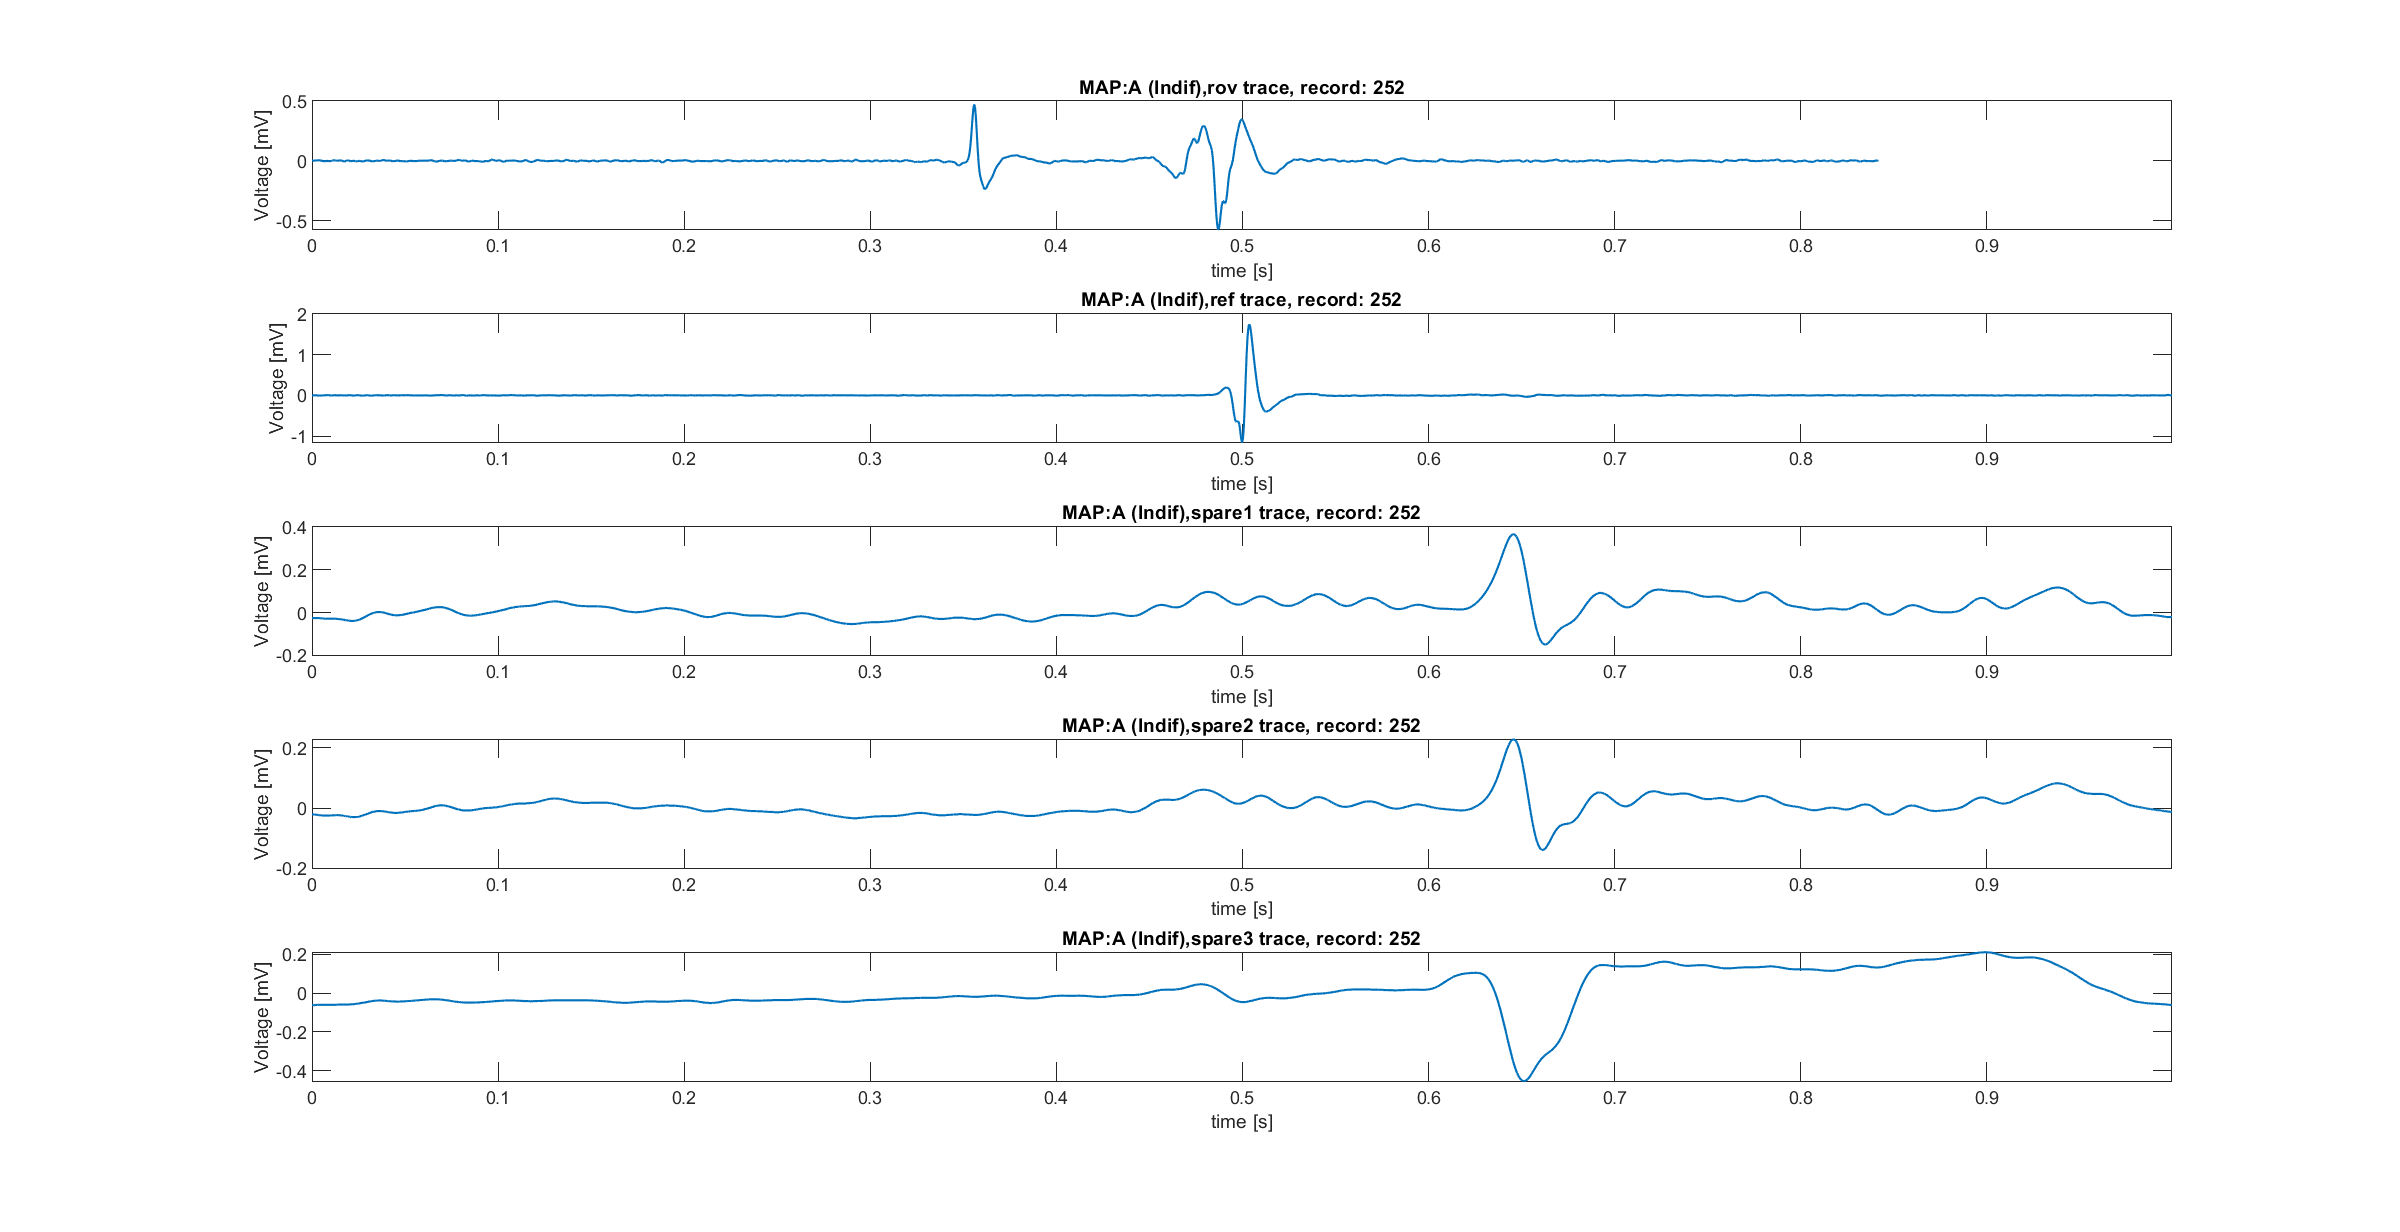 MAP:A (Indif),rov trace, record: 252
Voltage [mV]
0.5
0
-0.5
0 0.1 0.2 0.3 0.4 0.5 0.6 0.7 0.8 0.9
time [s]
MAP:A (Indif),ref trace, record: 252
Voltage [mV]
2
1
0
-1
0 0.1 0.2 0.3 0.4 0.5 0.6 0.7 0.8 0.9
time [s]
MAP:A (Indif),spare1 trace, record: 252
Voltage [mV]
0.4
0.2
0
-0.2
0 0.1 0.2 0.3 0.4 0.5 0.6 0.7 0.8 0.9
time [s]
MAP:A (Indif),spare2 trace, record: 252
Voltage [mV]
0.2
0
-0.2
0 0.1 0.2 0.3 0.4 0.5 0.6 0.7 0.8 0.9
time [s]
MAP:A (Indif),spare3 trace, record: 252
Voltage [mV]
0.2
0
-0.2
-0.4
0 0.1 0.2 0.3 0.4 0.5 0.6 0.7 0.8 0.9
time [s]